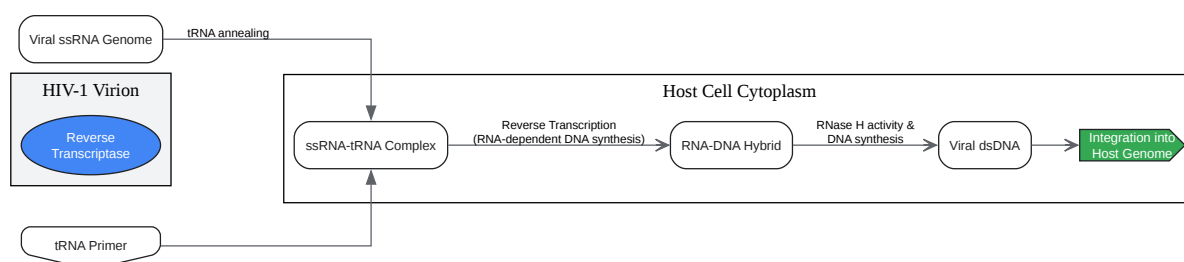 Viral ssRNA Genome
tRNA annealing
HIV-1 Virion
Reverse
Transcriptase
tRNA Primer
Host Cell Cytoplasm
ssRNA-tRNA Complex
Reverse Transcription
(RNA-dependent DNA synthesis)
RNA-DNA Hybrid
RNase H activity &
DNA synthesis
Viral dsDNA
Integration into
Host Genome